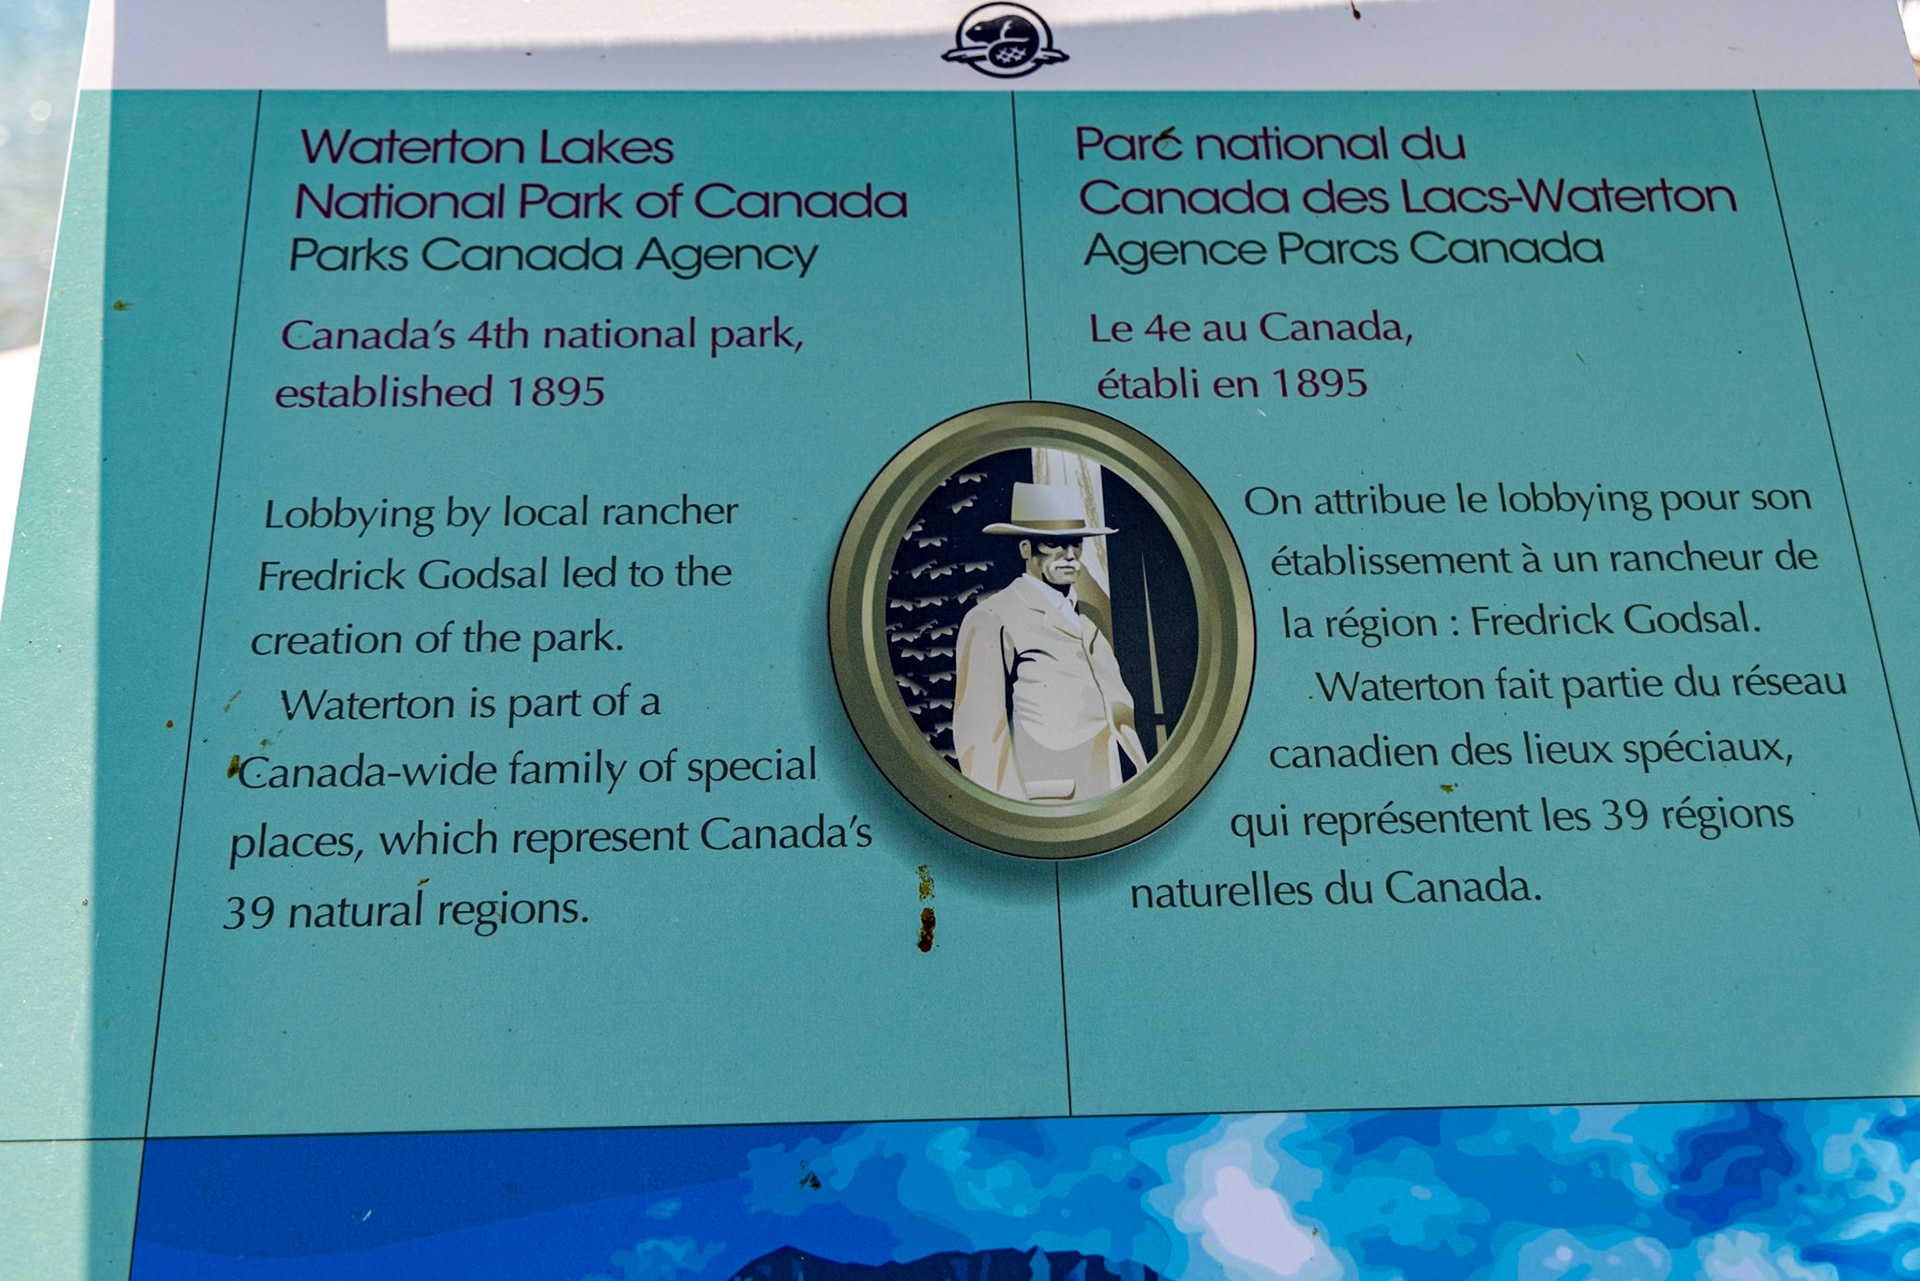 Waterton Lakes
National Park of Canada
Parks Canada Agency
Canada's 4th national park,
established 1895
Lobbying by local rancher
Fredrick Godsal led to the
creation of the park.
Waterton is part of a
Canada-wide family of special
places, which represent Canada's
39 natural regions.
Parc national du
Canada des Lacs-Waterton
Agence Parcs Canada
Le 4e au Canada,
établi en 1895
On attribue le lobbying pour son
établissement à un rancheur de
la région : Fredrick Godsal.
Waterton fait partie du réseau
canadien des lieux spéciaux,
qui représentent les 39 régions
naturelles du Canada.